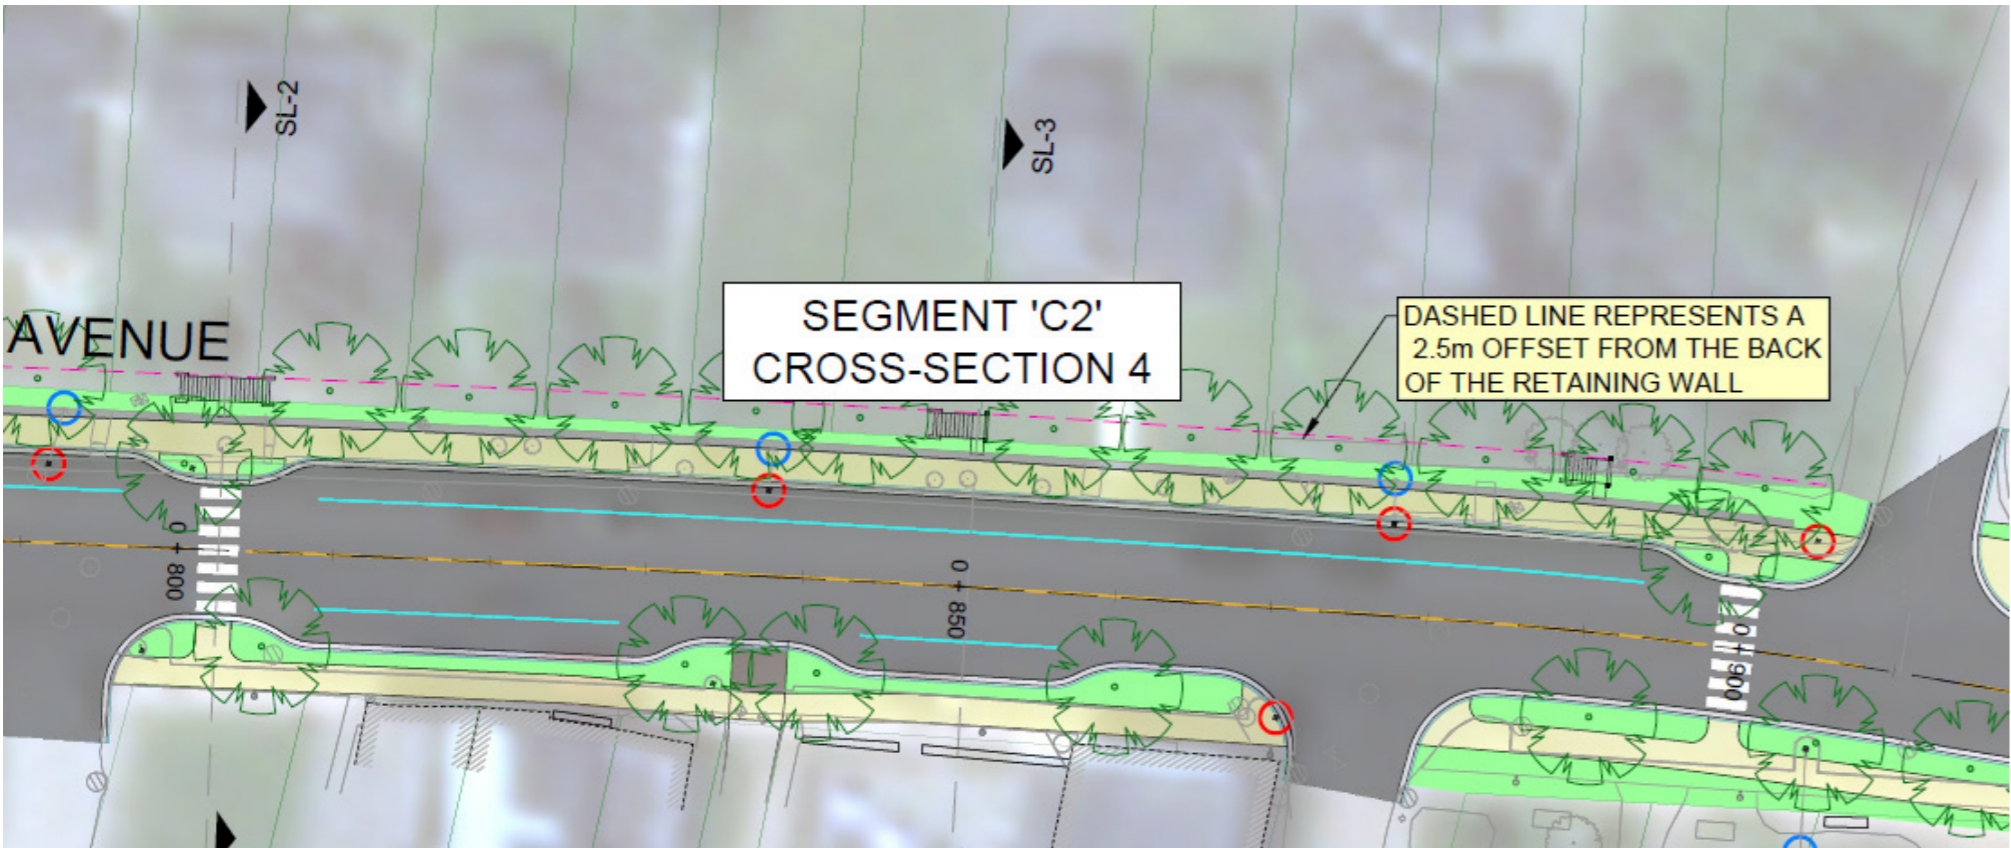 SL-2
SL-3
AVENUE
SEGMENT 'C2'
CROSS-SECTION 4
DASHED LINE REPRESENTS A
2.5m OFFSET FROM THE BACK
OF THE RETAINING WALL
0 + 800
0 + 850
0 + 900